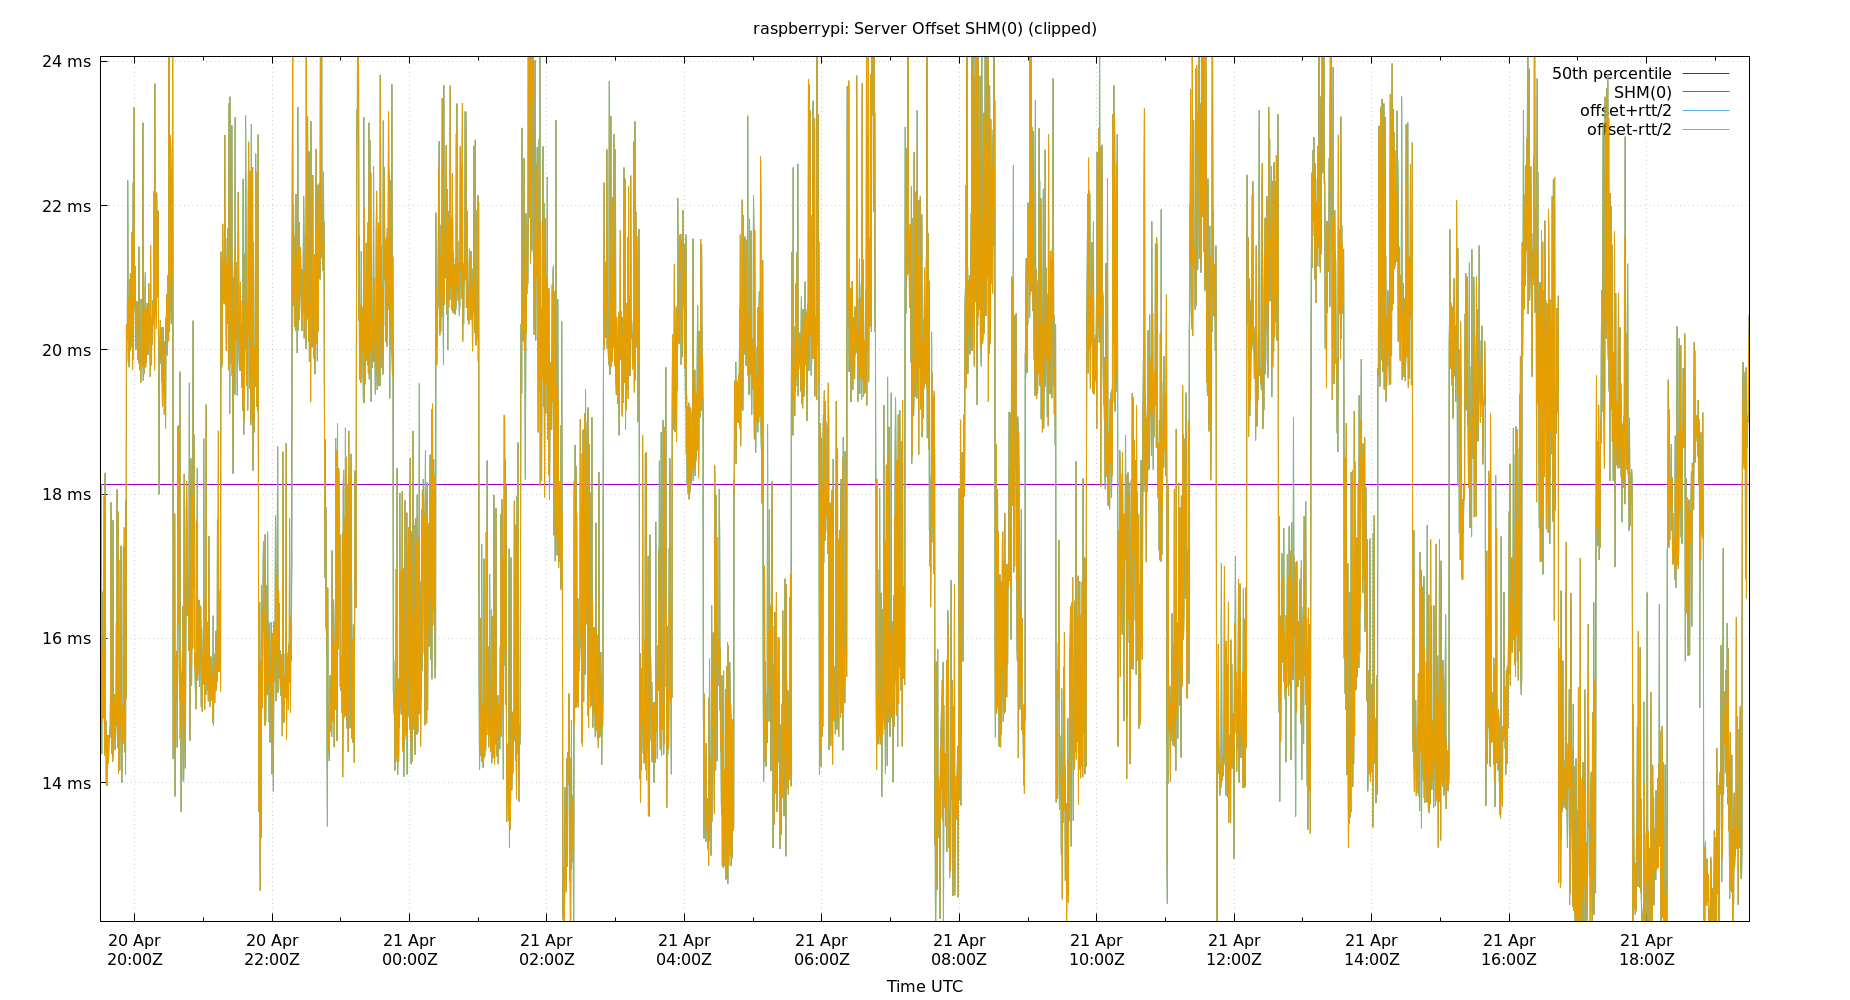 raspberrypi: Server Offset SHM(0) (clipped)
24 ms
50th percentile
SHM(0)
offset+rtt/2
offset-rtt/2
22 ms
20 ms
18 ms
16 ms
14 ms
20 Apr 20 Apr 21 Apr 21 Apr 21 Apr 21 Apr 21 Apr 21 Apr 21 Apr 21 Apr 21 Apr 21 Apr
20:00Z 22:00Z 00:00Z 02:00Z 04:00Z 06:00Z 08:00Z 10:00Z 12:00Z 14:00Z 16:00Z 18:00Z
Time UTC